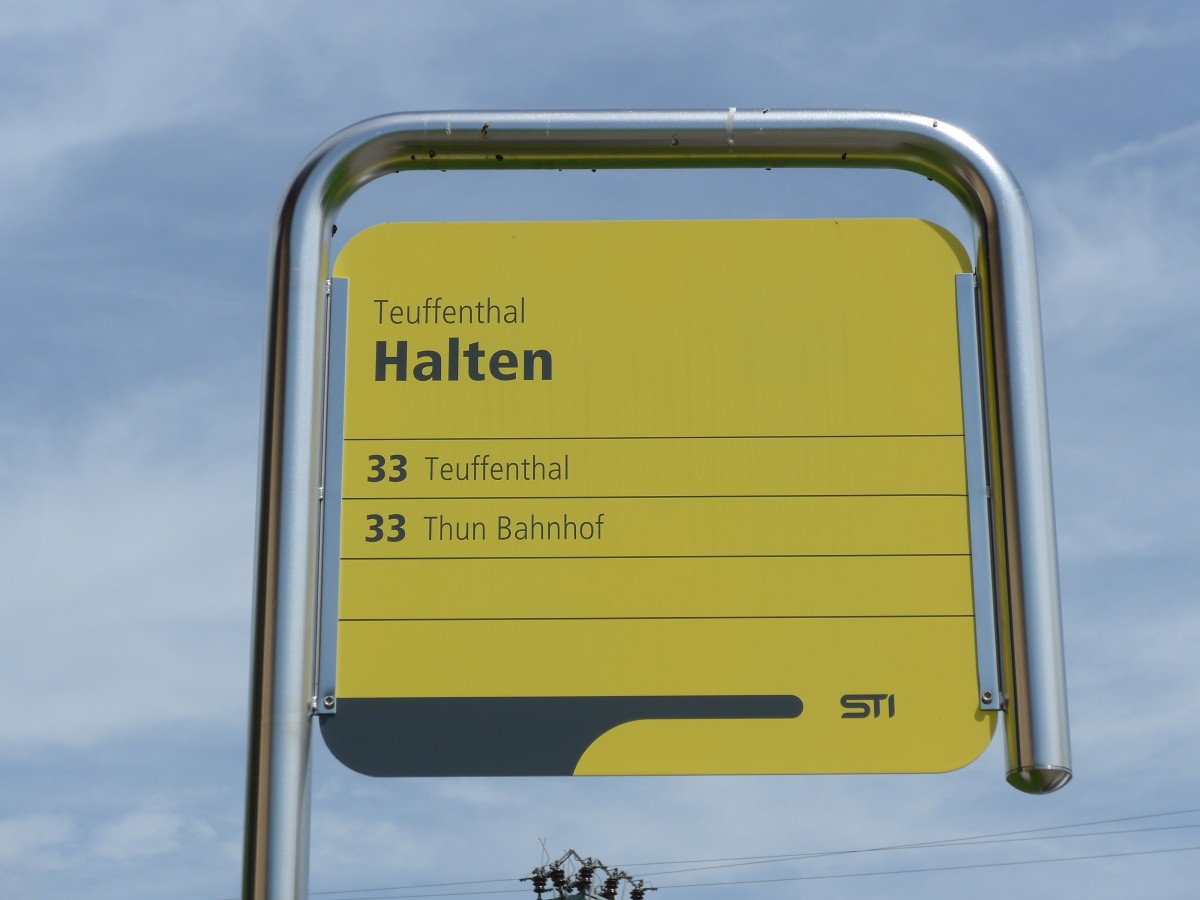 Teuffenthal
Halten
33 Teuffenthal
33 Thun Bahnhof
STI